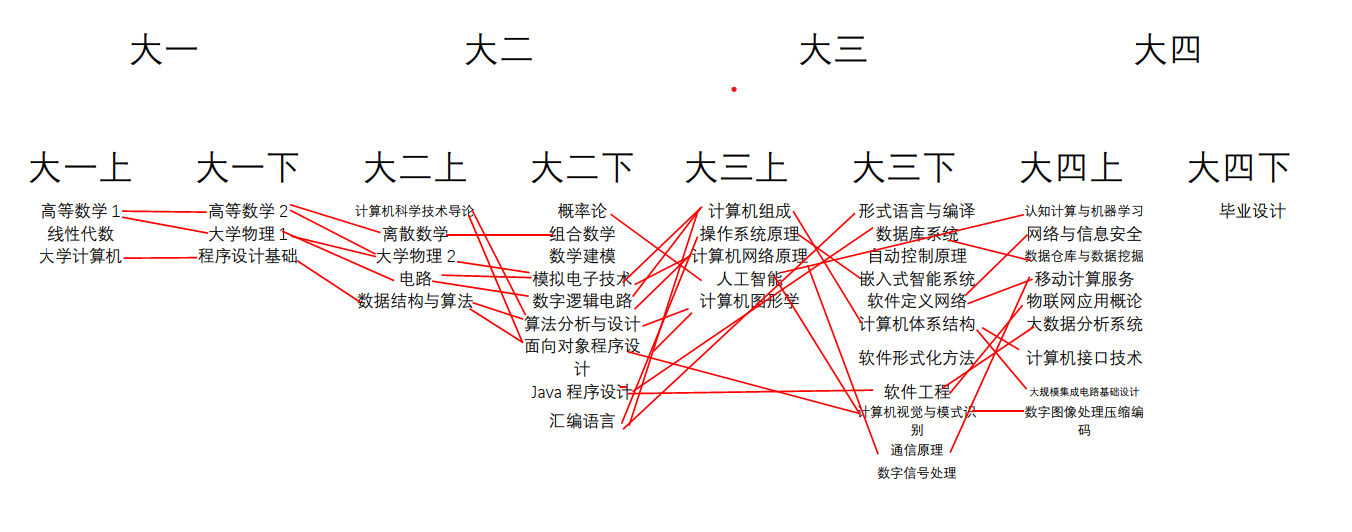 大一
大二
大三
大四
大一上
大一下
大二上
大二下
大三上
大三下
大四上
大四下
高等数学 1
线性代数
大学计算机
高等数学 2
大学物理 1
程序设计基础
计算机科学技术导论
离散数学
大学物理 2
电路
数据结构与算法
概率论
组合数学
数学建模
模拟电子技术
数字逻辑电路
算法分析与设计
面向对象程序设
计
Java 程序设计
汇编语言
计算机组成
操作系统原理
计算机网络原理
人工智能
计算机图形学
形式语言与编译
数据库系统
自动控制原理
嵌入式智能系统
软件定义网络
计算机体系结构
软件形式化方法
软件工程
计算机视觉与模式识
别
通信原理
数字信号处理
认知计算与机器学习
网络与信息安全
数据仓库与数据挖掘
移动计算服务
物联网应用概论
大数据分析系统
计算机接口技术
大规模集成电路基础设计
数字图像处理压缩编
码
毕业设计